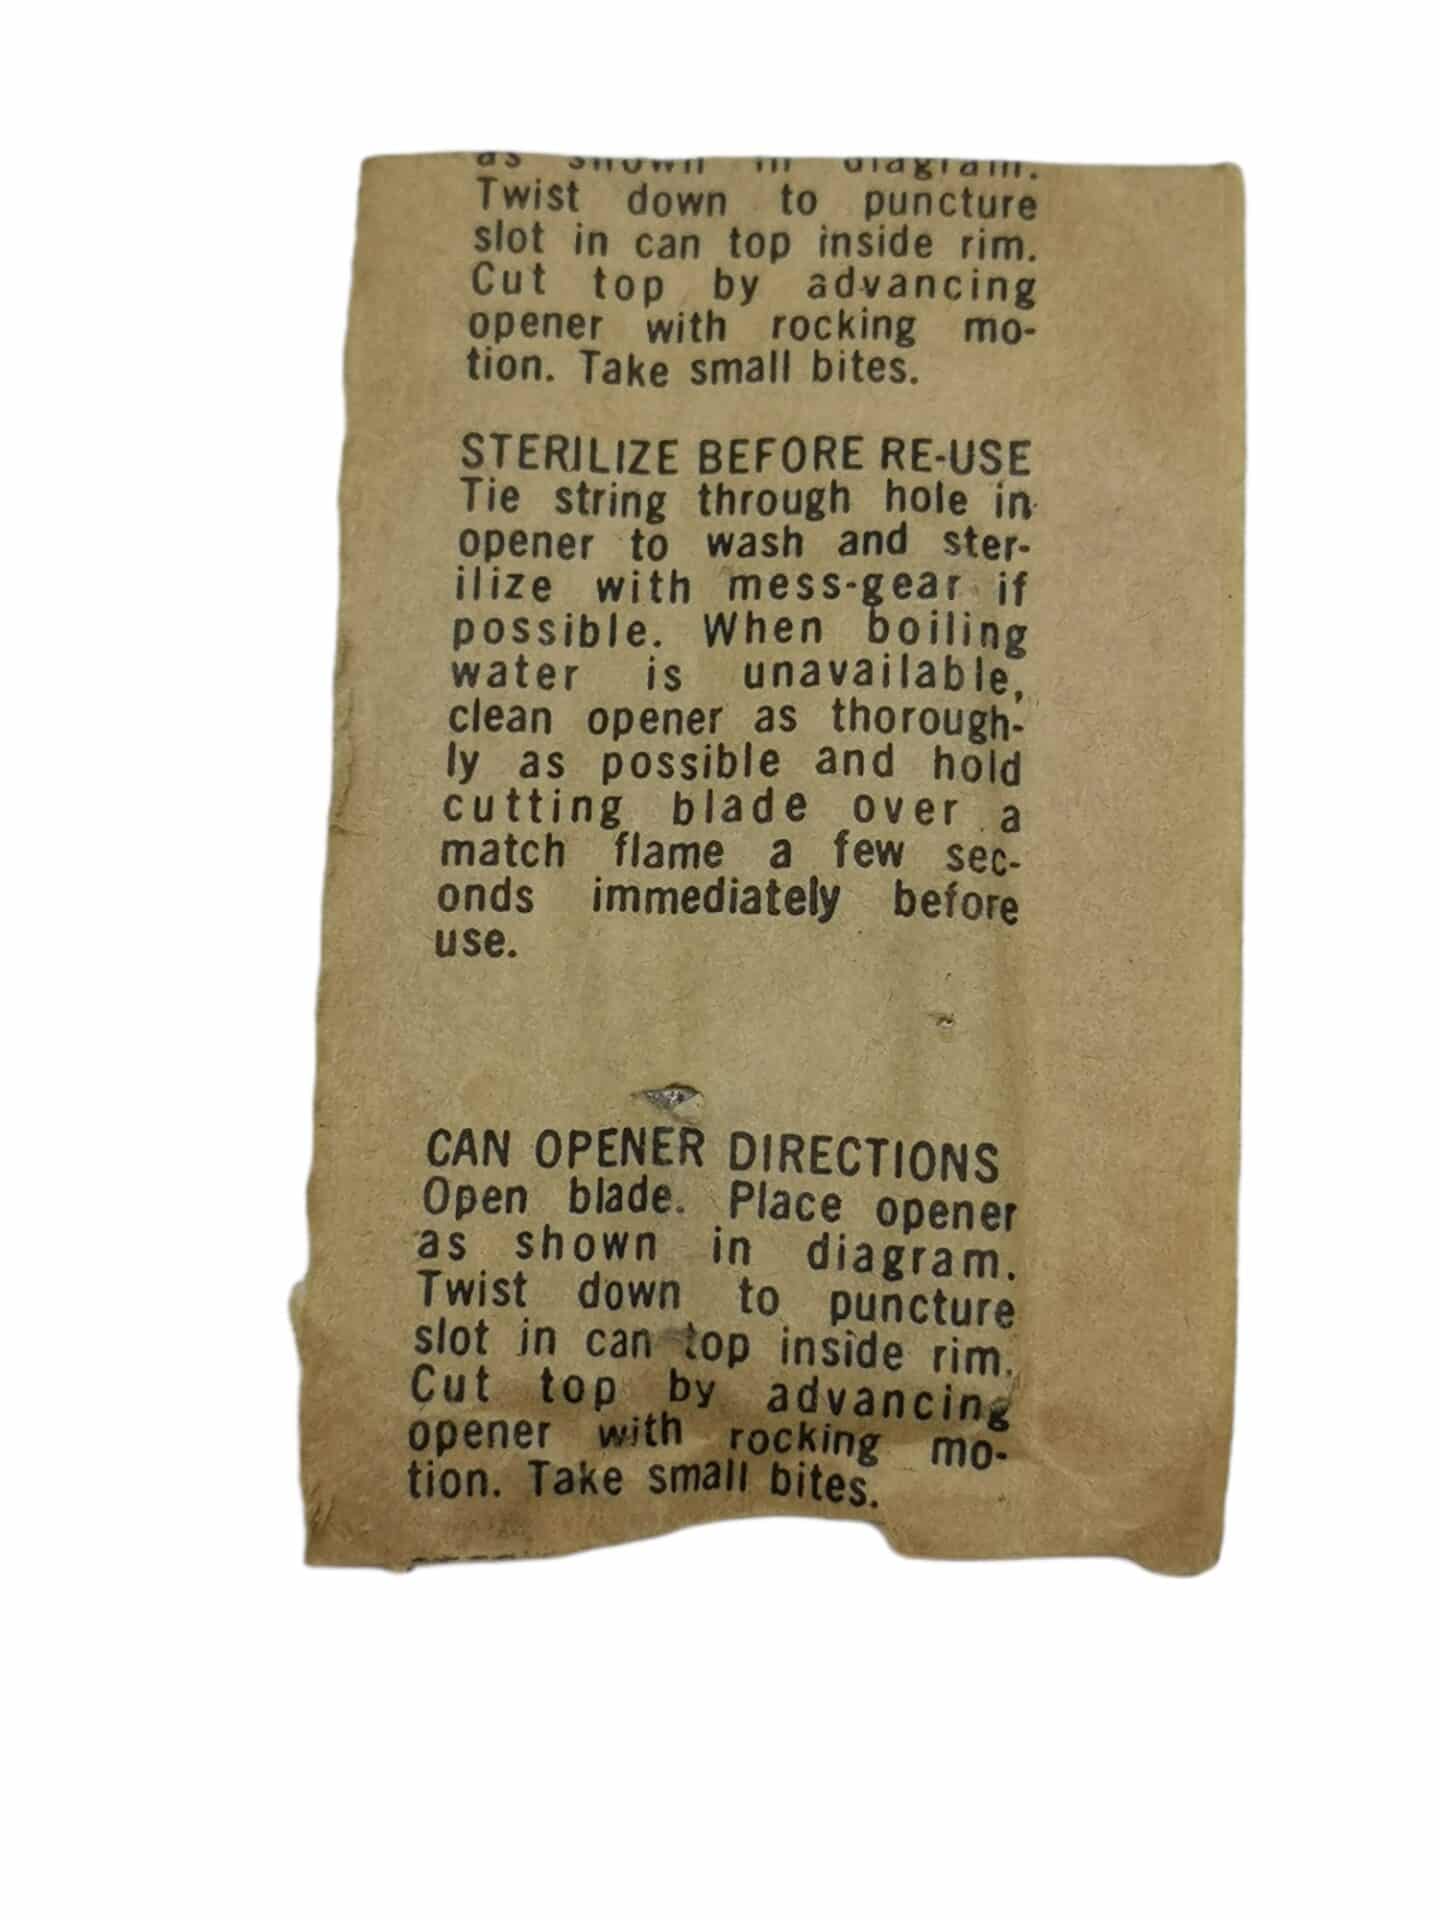 as shown in diagram.
Twist down to puncture
slot in can top inside rim.
Cut top by advancing
opener with rocking mo-
tion. Take small bites.
STERILIZE BEFORE RE-USE
Tie string through hole in
opener to wash and ster-
ilize with mess-gear if
possible. When boiling
water is unavailable,
clean opener as thorough-
ly as possible and hold
cutting blade over a
match flame a few sec-
onds immediately before
use.
CAN OPENER DIRECTIONS
Open blade. Place opener
as shown in diagram.
Twist down to puncture
slot in can top inside rim.
Cut top by advancing
opener with rocking mo-
tion. Take small bites.